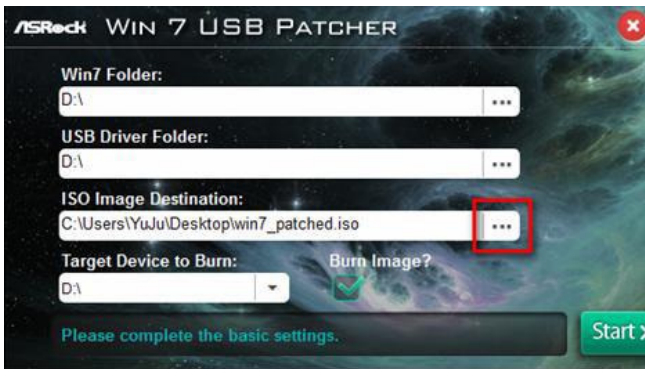 ASRock WIN 7 USB PATCHER
Win7 Folder:
D:\
...
USB Driver Folder:
D:\
...
ISO Image Destination:
C:\Users\YuJu\Desktop\win7_patched.iso
...
Target Device to Burn:
Burn Image?
D:\
Please complete the basic settings.
Start